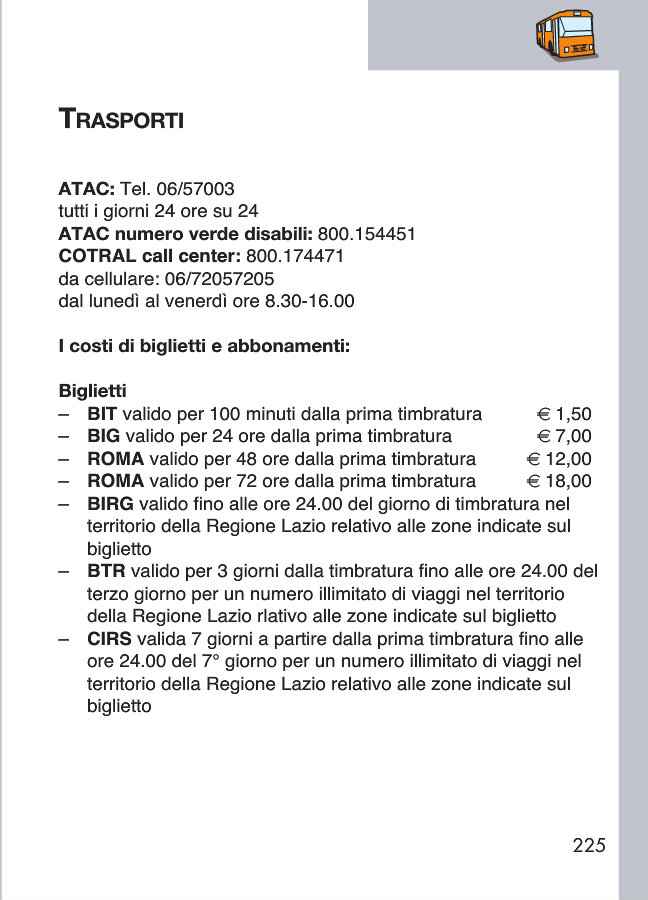 TRASPORTI
ATAC: Tel. 06/57003
tutti i giorni 24 ore su 24
ATAC numero verde disabili: 800.154451
COTRAL call center: 800.174471
da cellulare: 06/72057205
dal lunedì al venerdì ore 8.30-16.00
I costi di biglietti e abbonamenti:
Biglietti
– BIT valido per 100 minuti dalla prima timbratura € 1,50
– BIG valido per 24 ore dalla prima timbratura € 7,00
– ROMA valido per 48 ore dalla prima timbratura € 12,00
– ROMA valido per 72 ore dalla prima timbratura € 18,00
– BIRG valido fino alle ore 24.00 del giorno di timbratura nel
territorio della Regione Lazio relativo alle zone indicate sul
biglietto
– BTR valido per 3 giorni dalla timbratura fino alle ore 24.00 del
terzo giorno per un numero illimitato di viaggi nel territorio
della Regione Lazio rlativo alle zone indicate sul biglietto
– CIRS valida 7 giorni a partire dalla prima timbratura fino alle
ore 24.00 del 7° giorno per un numero illimitato di viaggi nel
territorio della Regione Lazio relativo alle zone indicate sul
biglietto
225